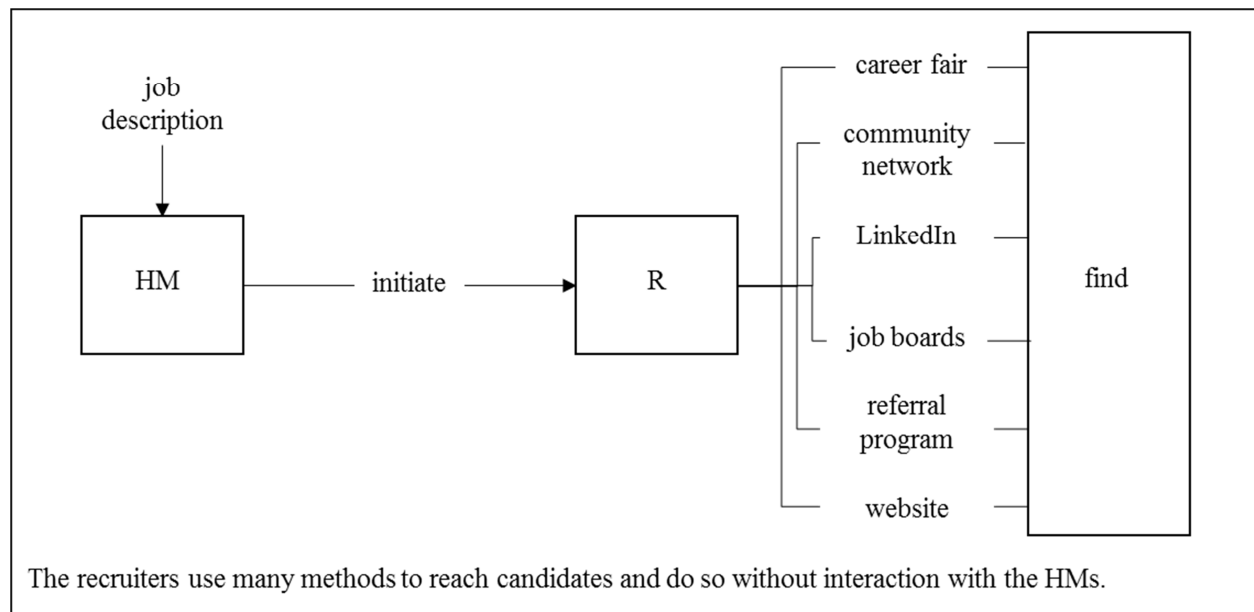 job
description
HM
initiate
R
career fair
community
network
LinkedIn
job boards
referral
program
website
find
The recruiters use many methods to reach candidates and do so without interaction with the HMs.